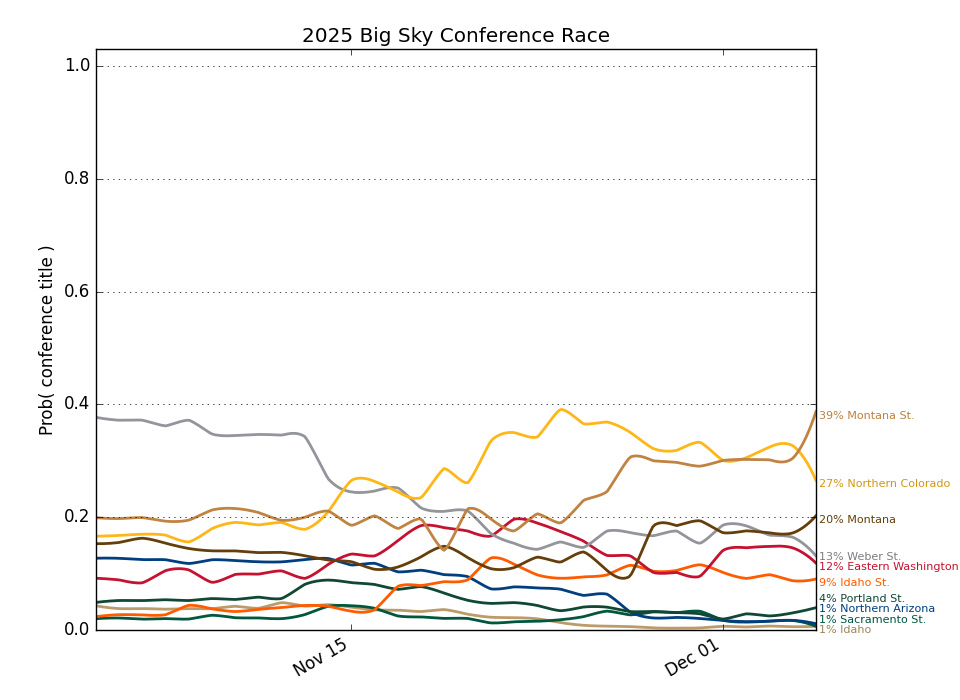 2025 Big Sky Conference Race
Prob( conference title )
1.0
0.8
0.6
0.4
0.2
0.0
Nov 15
Dec 01
39% Montana St.
27% Northern Colorado
20% Montana
13% Weber St.
12% Eastern Washington
9% Idaho St.
4% Portland St.
1% Northern Arizona
1% Sacramento St.
1% Idaho